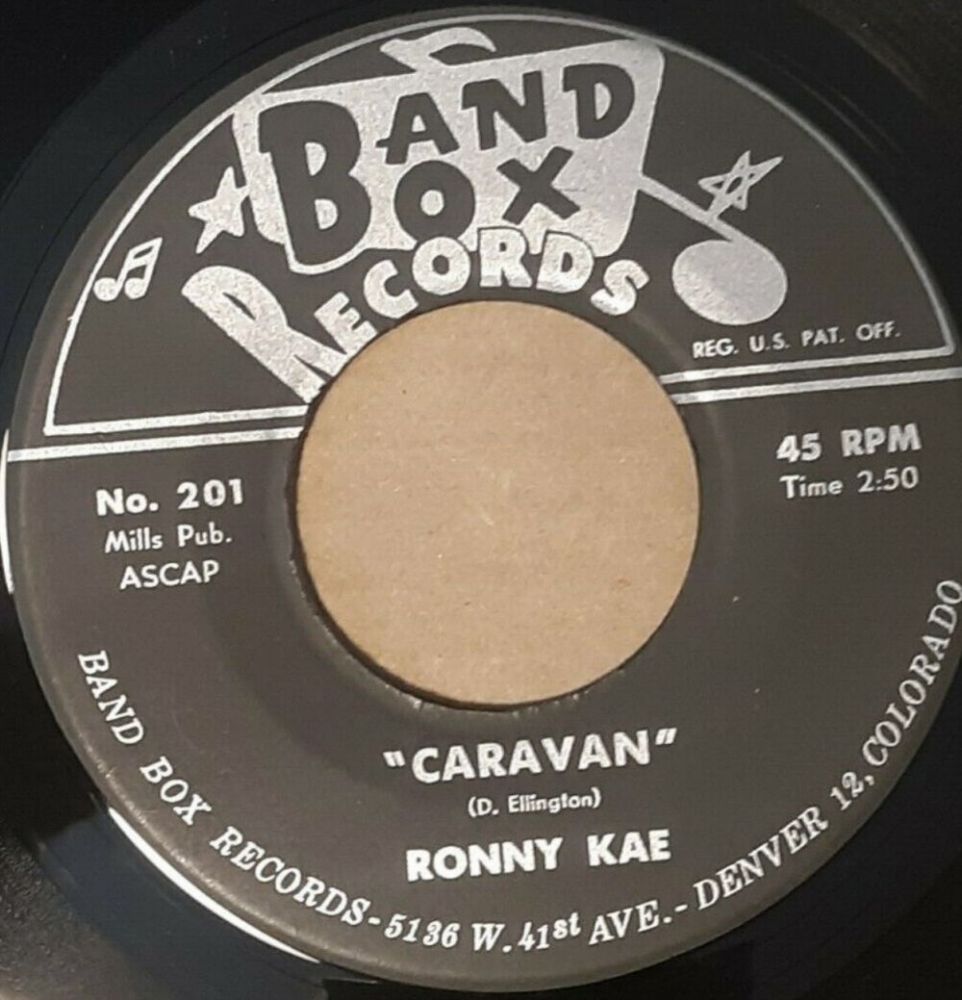 BAND
BOX
RECORDS
REG. U.S. PAT. OFF.
No. 201
Mills Pub.
ASCAP
45 RPM
Time 2:50
"CARAVAN"
(D. Ellington)
RONNY KAE
BAND BOX RECORDS-5136 W. 41st AVE.-DENVER 12, COLORADO